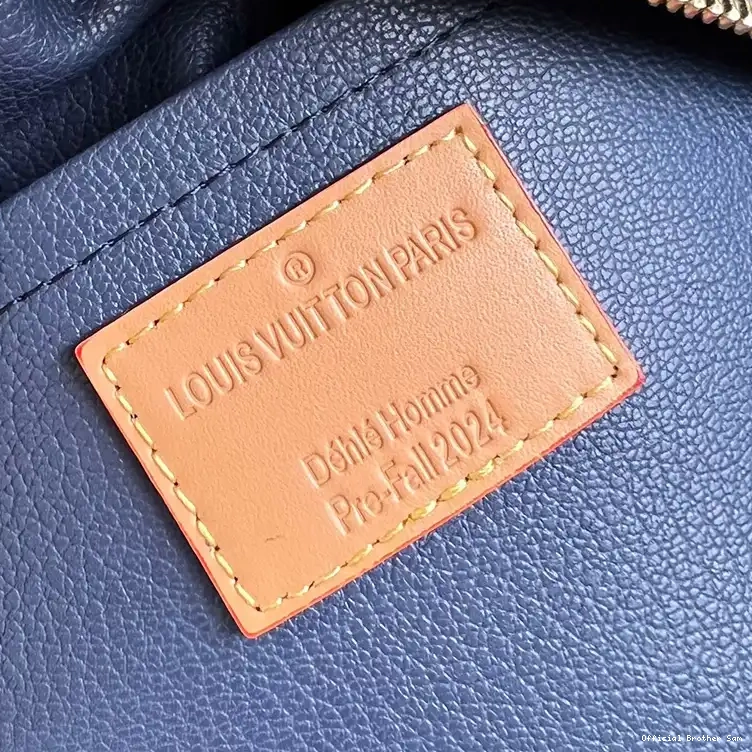 ®
LOUIS VUITTON PARIS
Déhlé Homme
Pre-Fall 2024
Official Brother Sam